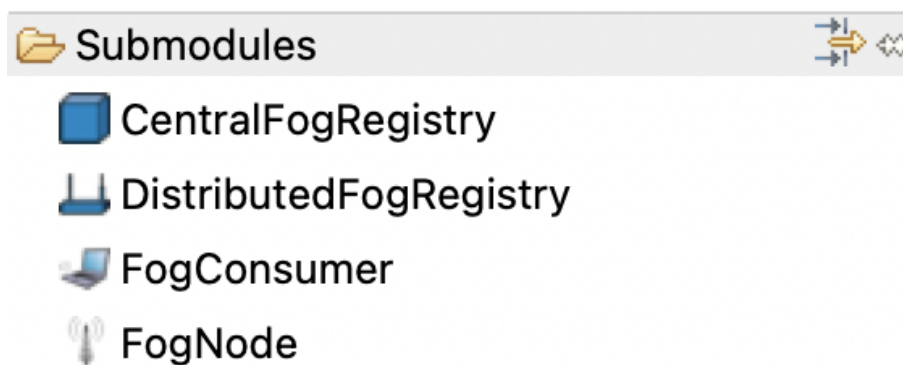 Submodules
CentralFogRegistry
DistributedFogRegistry
FogConsumer
FogNode